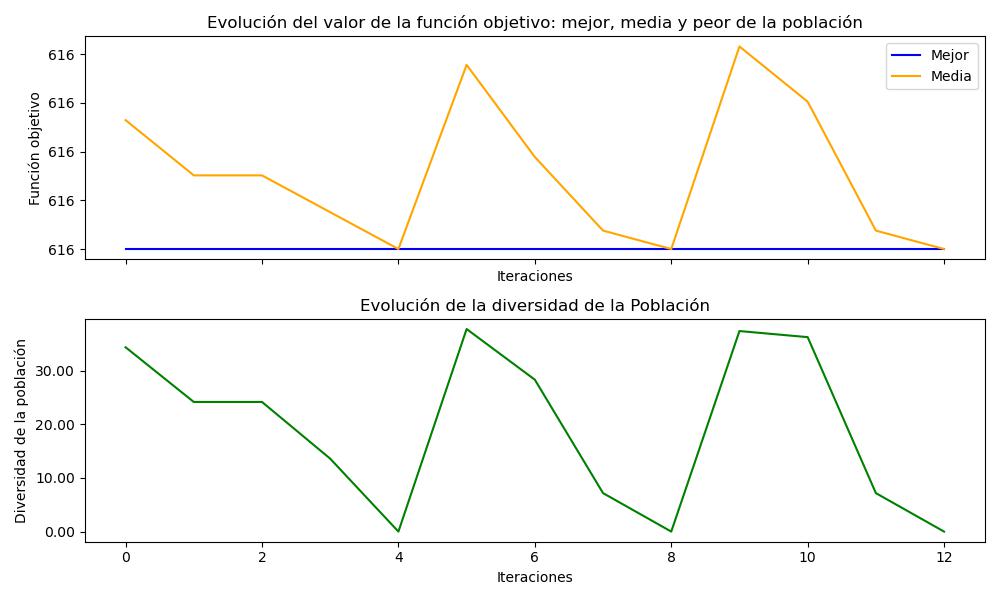 Evolución del valor de la función objetivo: mejor, media y peor de la población
Función objetivo
616
616
616
616
616
Mejor
Media
Iteraciones
Evolución de la diversidad de la Población
Diversidad de la población
30.00
20.00
10.00
0.00
0 2 4 6 8 10 12
Iteraciones